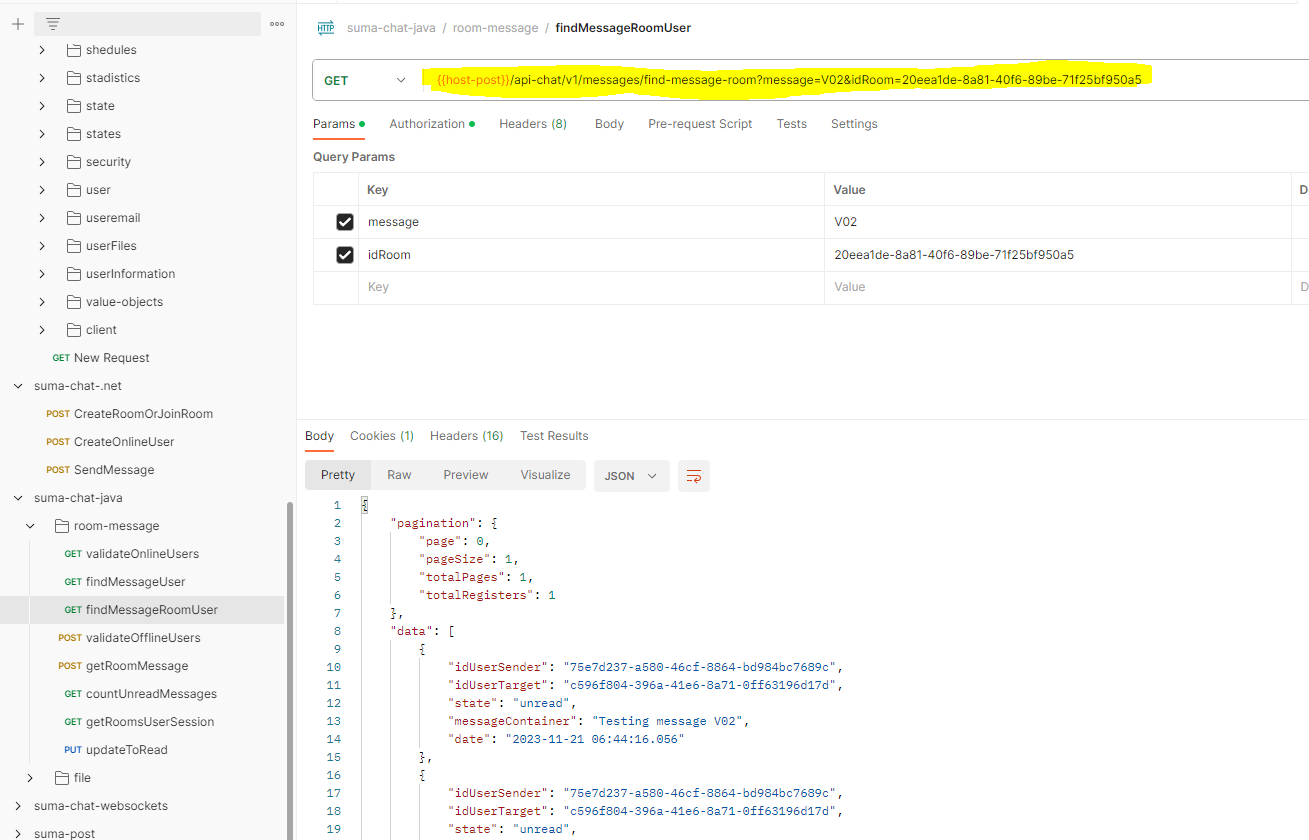 shedules
stadistics
state
states
security
user
useremail
userFiles
userInformation
value-objects
client
GET New Request
suma-chat-.net
POST CreateRoomOrJoinRoom
POST CreateOnlineUser
POST SendMessage
suma-chat-java
room-message
GET validateOnlineUsers
GET findMessageUser
GET findMessageRoomUser
POST validateOfflineUsers
POST getRoomMessage
GET countUnreadMessages
GET getRoomsUserSession
PUT updateToRead
file
suma-chat-websockets
suma-post
HTTP suma-chat-java / room-message / findMessageRoomUser
GET {{host-post}}/api-chat/v1/messages/find-message-room?message=V02&idRoom=20eea1de-8a81-40f6-89be-71f25bf950a5
Params Authorization Headers (8) Body Pre-request Script Tests Settings
Query Params
Key Value D
message V02
idRoom 20eea1de-8a81-40f6-89be-71f25bf950a5
Key Value D
Body Cookies (1) Headers (16) Test Results
Pretty Raw Preview Visualize JSON
1 {
2 "pagination": {
3 "page": 0,
4 "pageSize": 1,
5 "totalPages": 1,
6 "totalRegisters": 1
7 },
8 "data": [
9 {
10 "idUserSender": "75e7d237-a580-46cf-8864-bd984bc7689c",
11 "idUserTarget": "c596f804-396a-41e6-8a71-0ff63196d17d",
12 "state": "unread",
13 "messageContainer": "Testing message V02",
14 "date": "2023-11-21 06:44:16.056"
15 },
16 {
17 "idUserSender": "75e7d237-a580-46cf-8864-bd984bc7689c",
18 "idUserTarget": "c596f804-396a-41e6-8a71-0ff63196d17d",
19 "state": "unread",